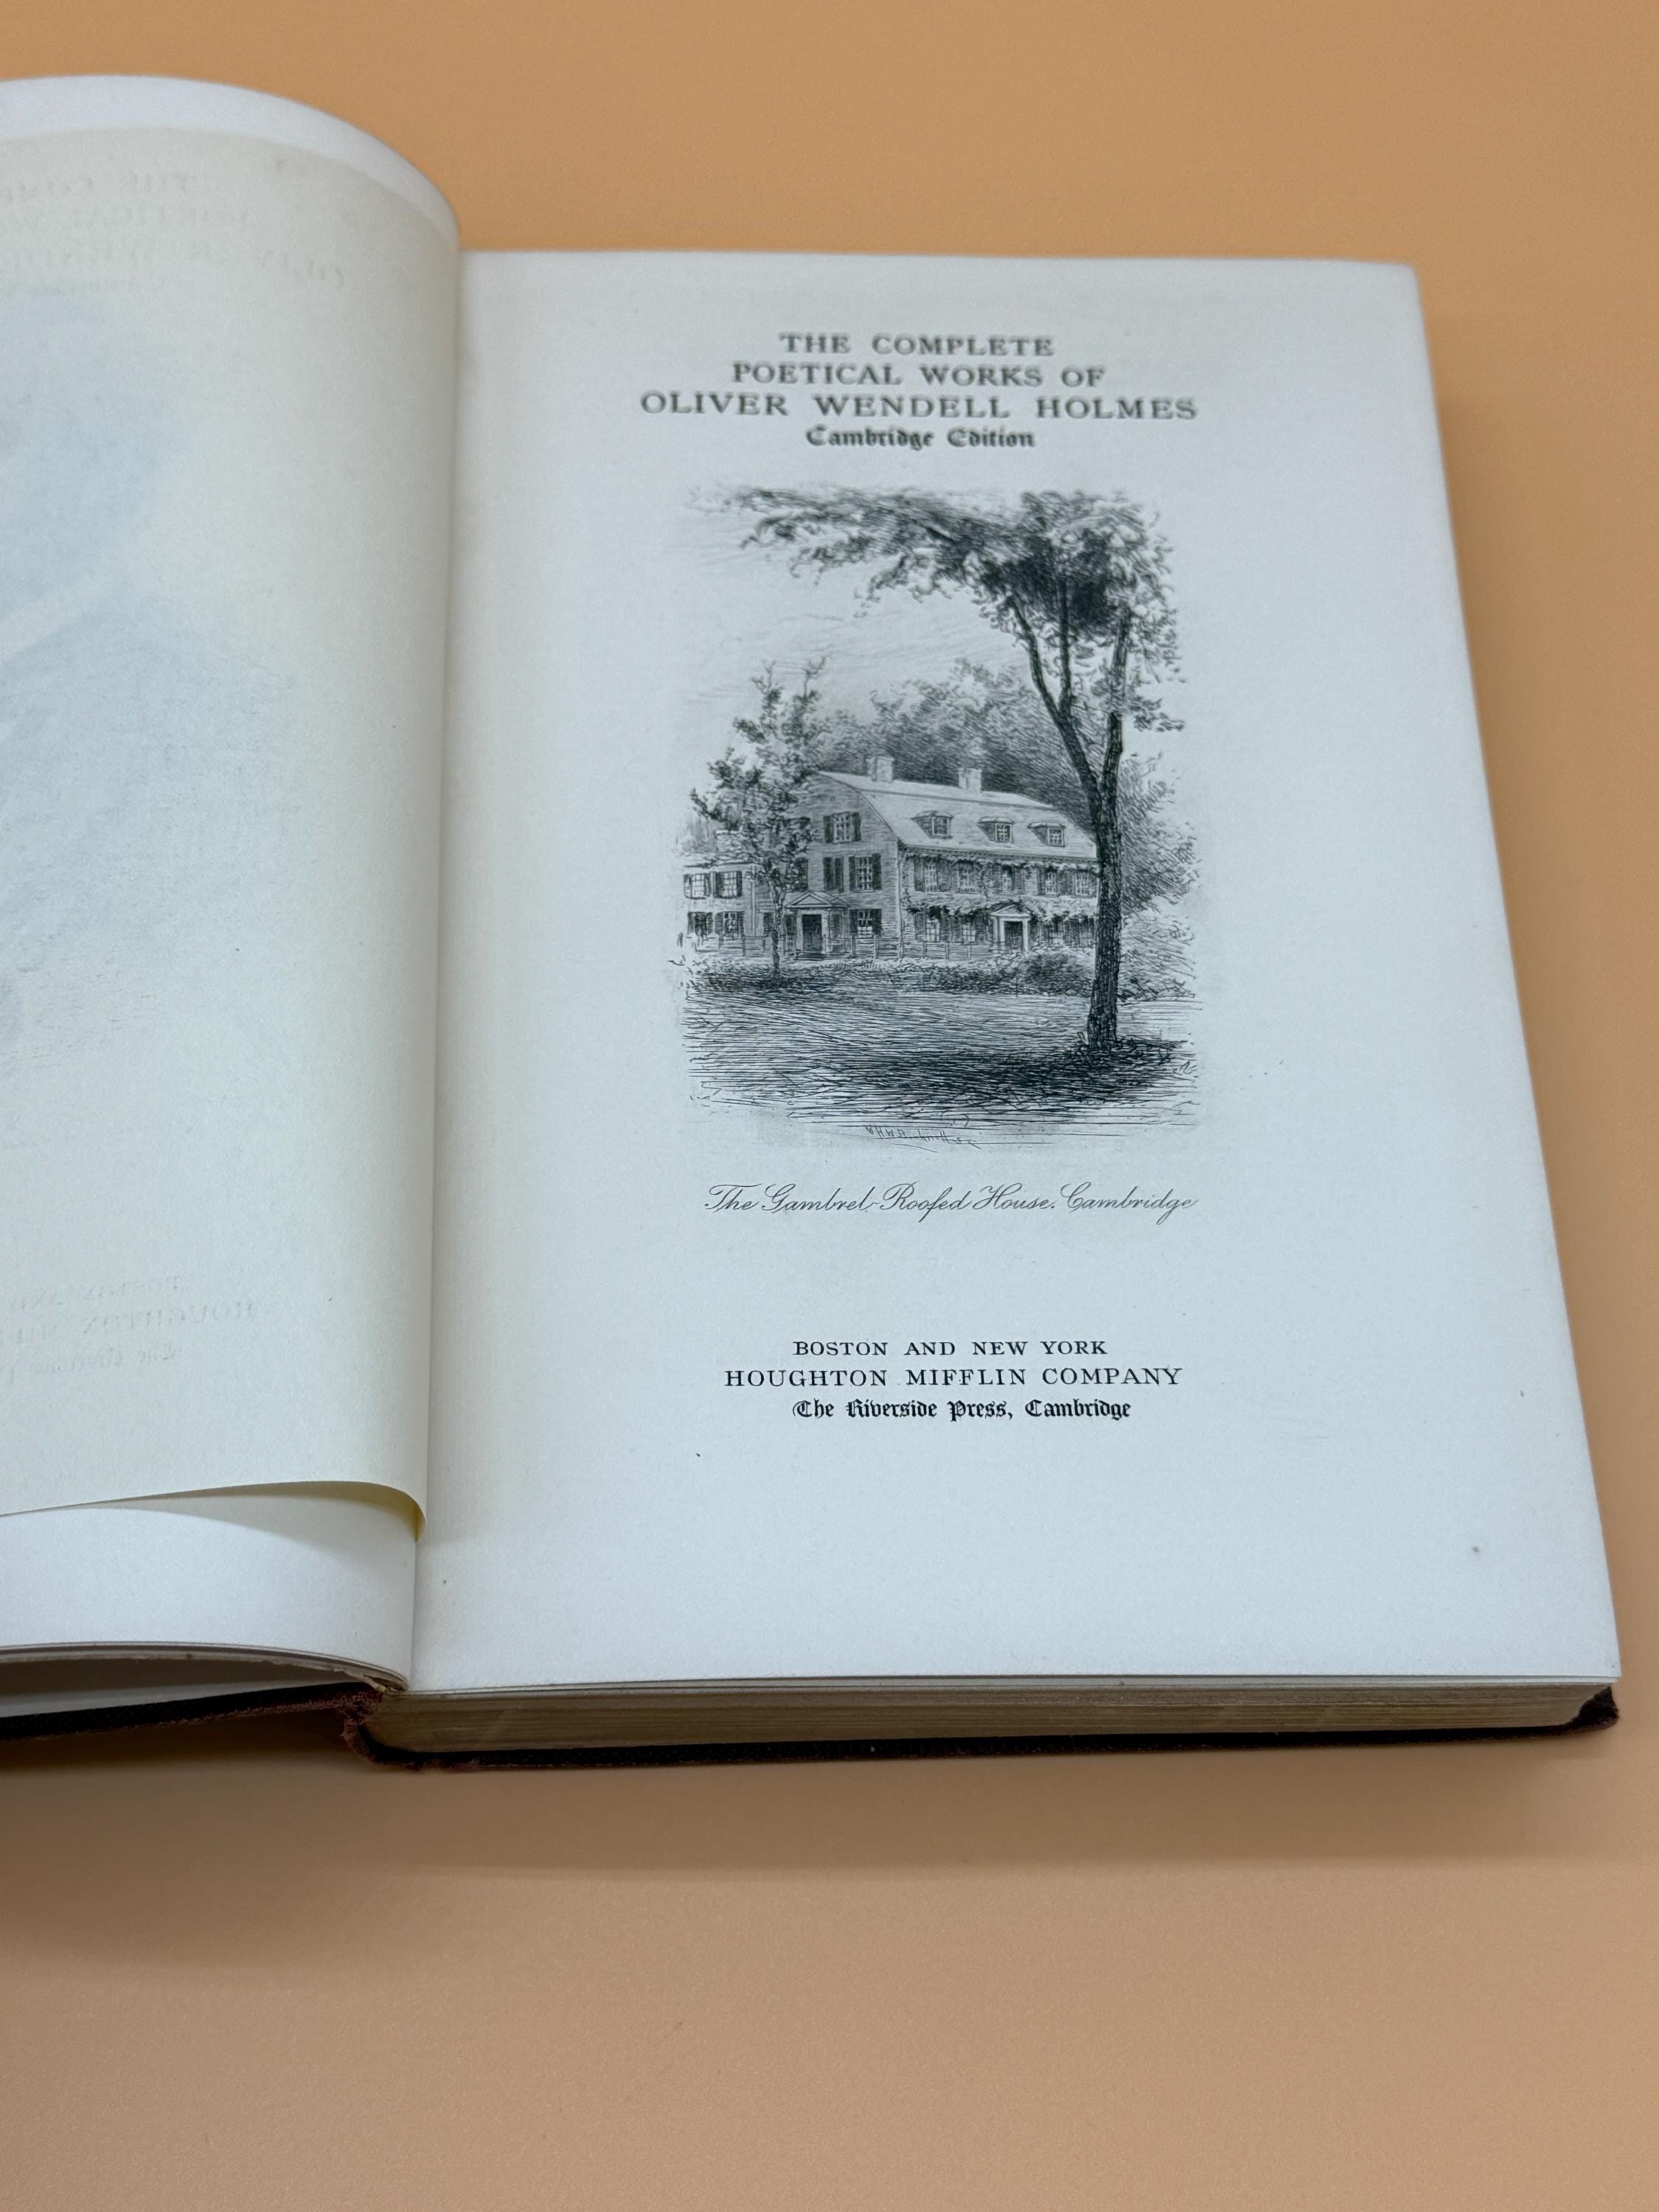 THE COMPLETE
POETICAL WORKS OF
OLIVER WENDELL HOLMES
Cambridge Edition
The Gambrel-Roofed House. Cambridge
BOSTON AND NEW YORK
HOUGHTON MIFFLIN COMPANY
The Riverside Press, Cambridge